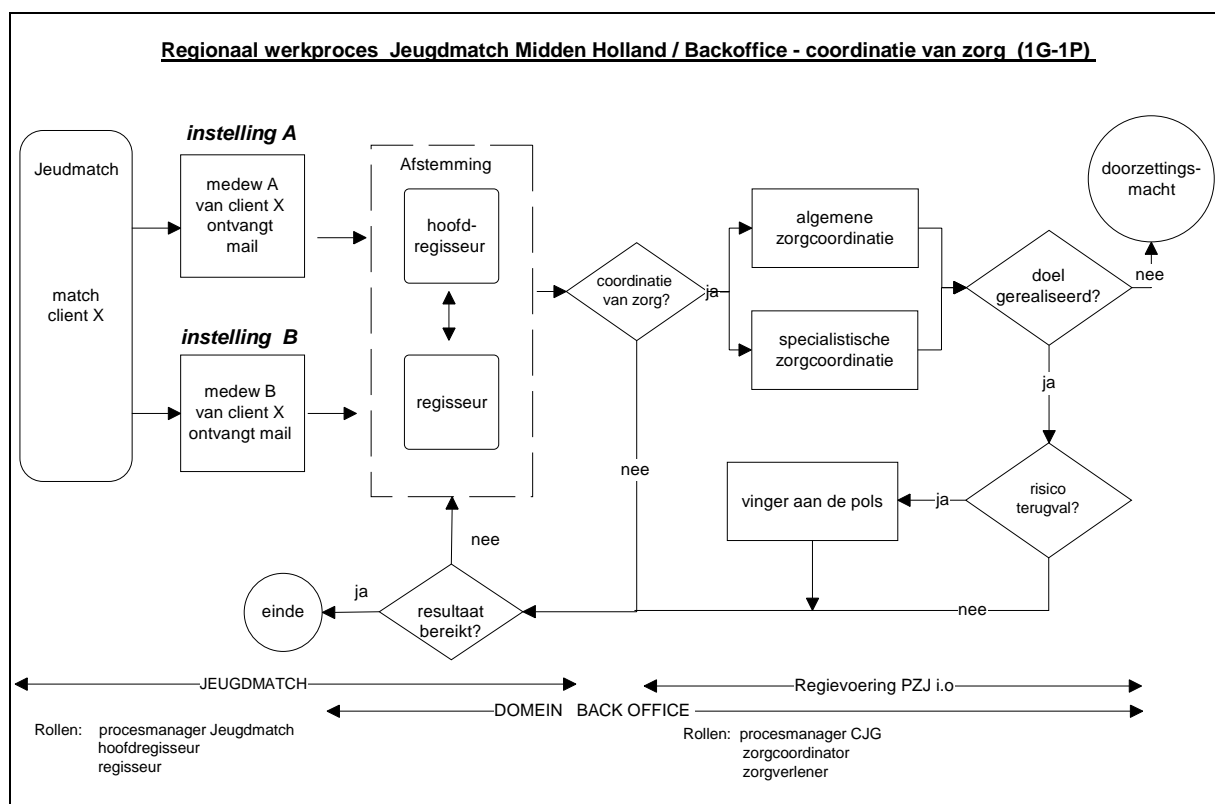 Regionaal werkproces Jeugdmatch Midden Holland / Backoffice - coordinatie van zorg (1G-1P)
Jeudmatch
match
client X
instelling A
medew A
van client X
ontvangt
mail
instelling B
medew B
van client X
ontvangt mail
Afstemming
hoofd-
regisseur
regisseur
coordinatie
van zorg?
ja
nee
algemene
zorgcoordinatie
specialistische
zorgcoordinatie
doel
gerealiseerd?
nee
doorzettings-
macht
ja
risico
terugval?
ja
vinger aan de pols
nee
resultaat
bereikt?
nee
ja
einde
JEUGDMATCH
Regievoering PZJ i.o
DOMEIN BACK OFFICE
Rollen: procesmanager Jeugdmatch
hoofdregisseur
regisseur
Rollen: procesmanager CJG
zorgcoordinator
zorgverlener